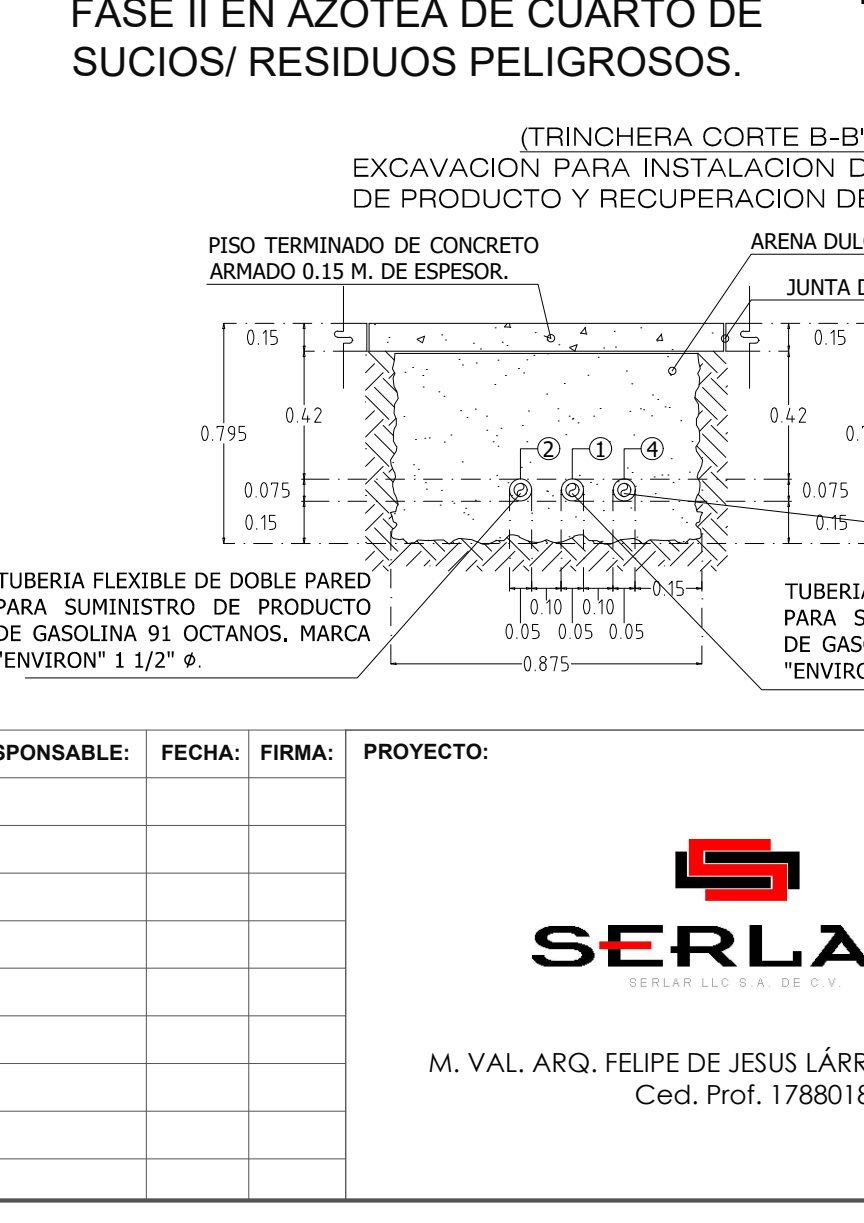 FASE II EN AZOTEA DE CUARTO DE
SUCIOS/ RESIDUOS PELIGROSOS.
(TRINCHERA CORTE B-B'
EXCAVACION PARA INSTALACION D
DE PRODUCTO Y RECUPERACION DE
PISO TERMINADO DE CONCRETO
ARMADO 0.15 M. DE ESPESOR.
ARENA DUL
JUNTA D
0.15
0.15
0.42
0.42
0.795
0.7
2
1
4
0.075
0.075
0.15
0.15
TUBERIA FLEXIBLE DE DOBLE PARED
PARA SUMINISTRO DE PRODUCTO
DE GASOLINA 91 OCTANOS. MARCA
"ENVIRON" 1 1/2" ø.
0.15
0.10 0.10
0.05 0.05 0.05
0.875
TUBERIA
PARA S
DE GAS
"ENVIRO
SPONSABLE: FECHA: FIRMA: PROYECTO:
SERLA
SERLAR LLC S.A. DE C.V.
M. VAL. ARQ. FELIPE DE JESUS LÁRR
Ced. Prof. 1788018